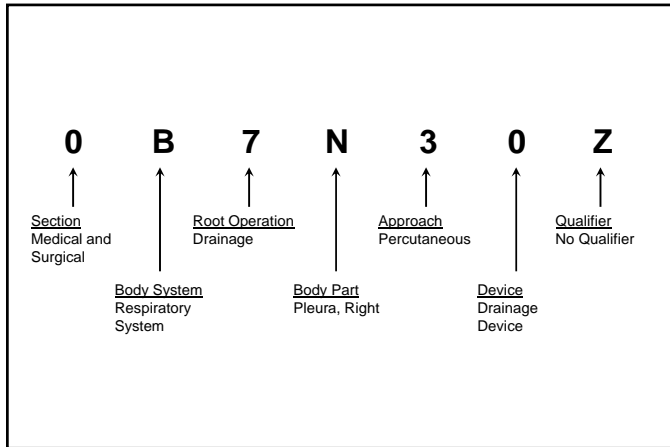 0 B 7 N 3 0 Z
Section
Medical and
Surgical
Body System
Respiratory
System
Root Operation
Drainage
Body Part
Pleura, Right
Approach
Percutaneous
Device
Drainage
Device
Qualifier
No Qualifier